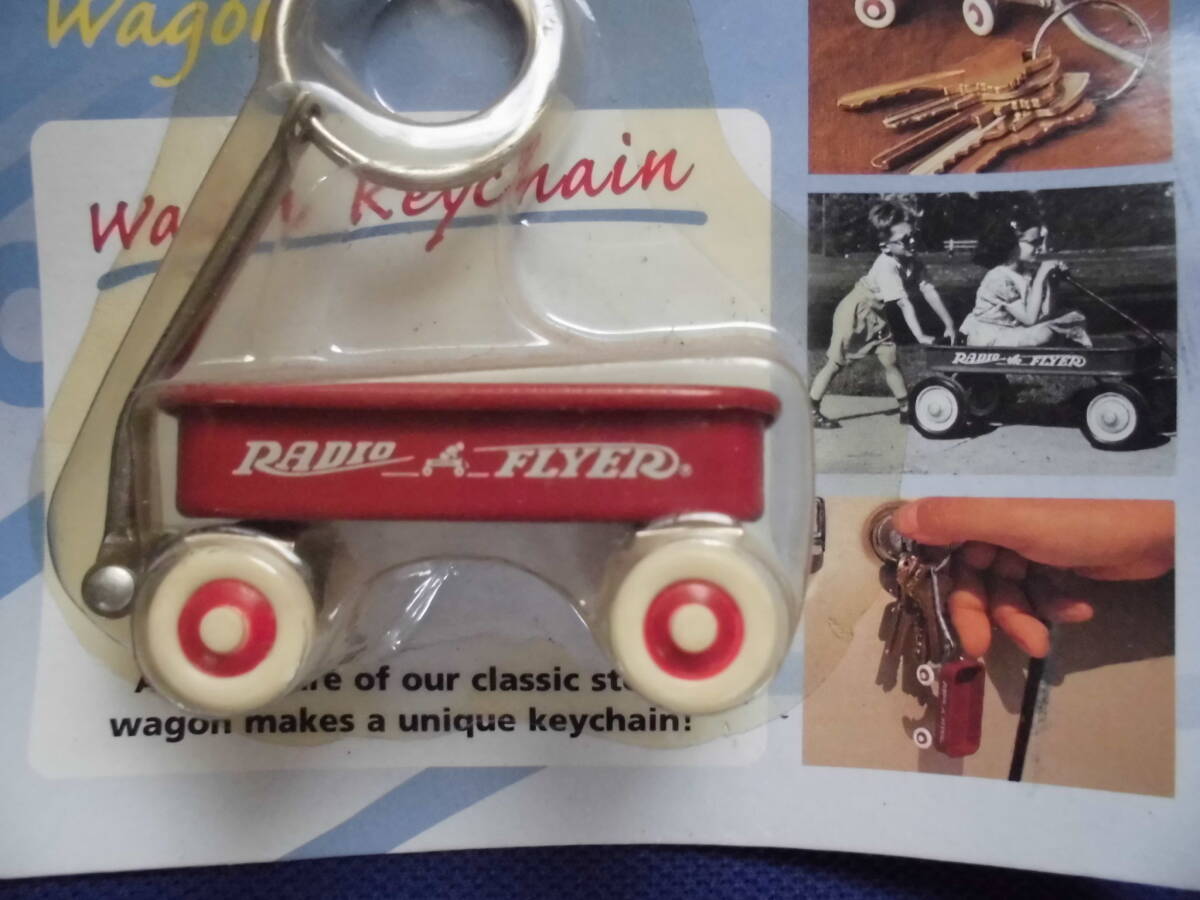 Wagon
Keychain
RADIO FLYER®
of our classic
wagon makes a unique keychain!
RADIO FLYER